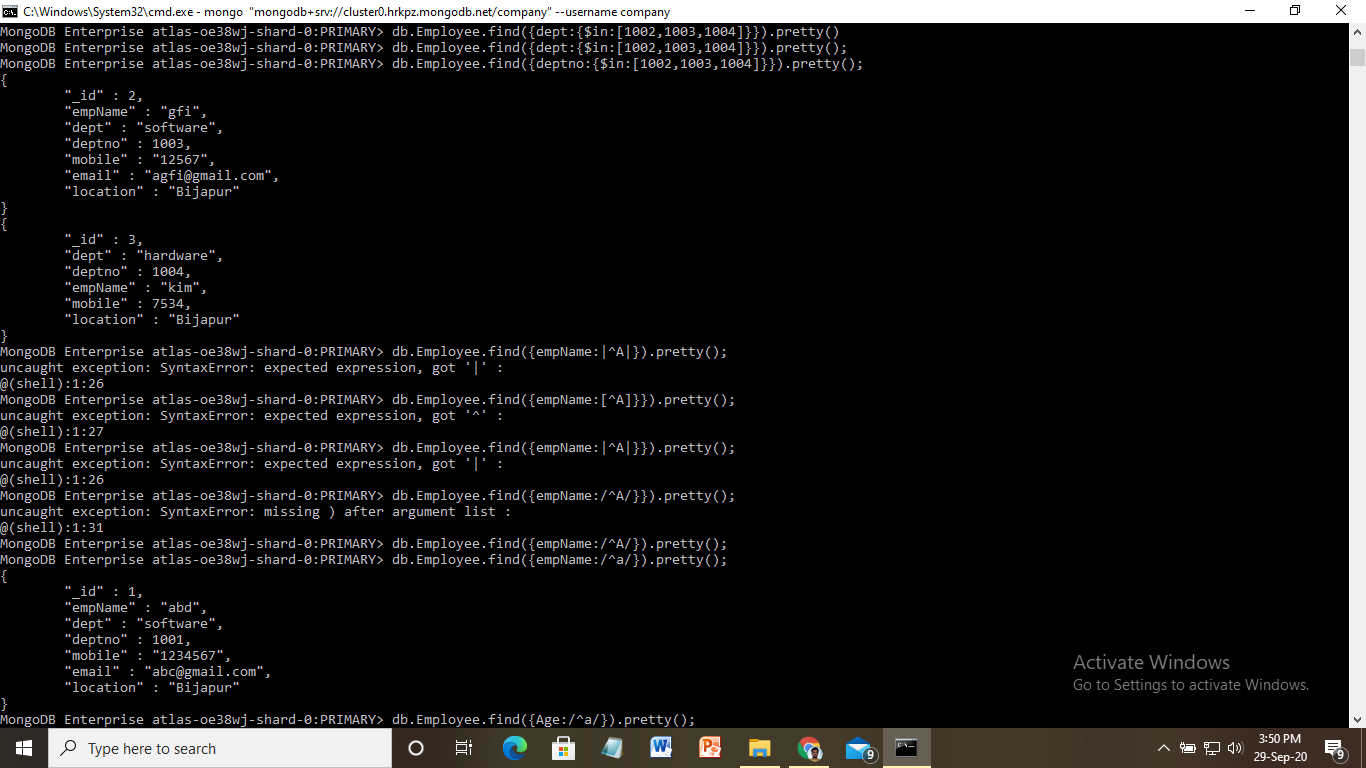 C:\Windows\System32\cmd.exe - mongo "mongodb+srv://cluster0.hrkpz.mongodb.net/company" --username company
MongoDB Enterprise atlas-oe38wj-shard-0:PRIMARY> db.Employee.find({dept:{$in:[1002,1003,1004]}}).pretty()
MongoDB Enterprise atlas-oe38wj-shard-0:PRIMARY> db.Employee.find({dept:{$in:[1002,1003,1004]}}).pretty();
MongoDB Enterprise atlas-oe38wj-shard-0:PRIMARY> db.Employee.find({deptno:{$in:[1002,1003,1004]}}).pretty();
{
"_id" : 2,
"empName" : "gfi",
"dept" : "software",
"deptno" : 1003,
"mobile" : "12567",
"email" : "agfi@gmail.com",
"location" : "Bijapur"
}
{
"_id" : 3,
"dept" : "hardware",
"deptno" : 1004,
"empName" : "kim",
"mobile" : 7534,
"location" : "Bijapur"
}
MongoDB Enterprise atlas-oe38wj-shard-0:PRIMARY> db.Employee.find({empName:|^A|}).pretty();
uncaught exception: SyntaxError: expected expression, got '|' :
@(shell):1:26
MongoDB Enterprise atlas-oe38wj-shard-0:PRIMARY> db.Employee.find({empName:[^A]}}).pretty();
uncaught exception: SyntaxError: expected expression, got '^' :
@(shell):1:27
MongoDB Enterprise atlas-oe38wj-shard-0:PRIMARY> db.Employee.find({empName:|^A|}}).pretty();
uncaught exception: SyntaxError: expected expression, got '|' :
@(shell):1:26
MongoDB Enterprise atlas-oe38wj-shard-0:PRIMARY> db.Employee.find({empName:/^A/}}).pretty();
uncaught exception: SyntaxError: missing ) after argument list :
@(shell):1:31
MongoDB Enterprise atlas-oe38wj-shard-0:PRIMARY> db.Employee.find({empName:/^A/}).pretty();
MongoDB Enterprise atlas-oe38wj-shard-0:PRIMARY> db.Employee.find({empName:/^a/}).pretty();
{
"_id" : 1,
"empName" : "abd",
"dept" : "software",
"deptno" : 1001,
"mobile" : "1234567",
"email" : "abc@gmail.com",
"location" : "Bijapur"
}
MongoDB Enterprise atlas-oe38wj-shard-0:PRIMARY> db.Employee.find({Age:/^a/}).pretty();
Activate Windows
Go to Settings to activate Windows.
Type here to search
9
3:50 PM
29-Sep-20
9